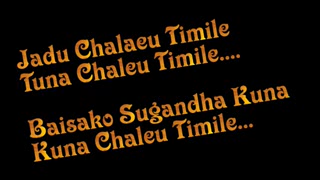 Jadu Chalaeu Timile
Tuna Chaleu Timile....
Baisako Sugandha Kuna
Kuna Chaleu Timile...